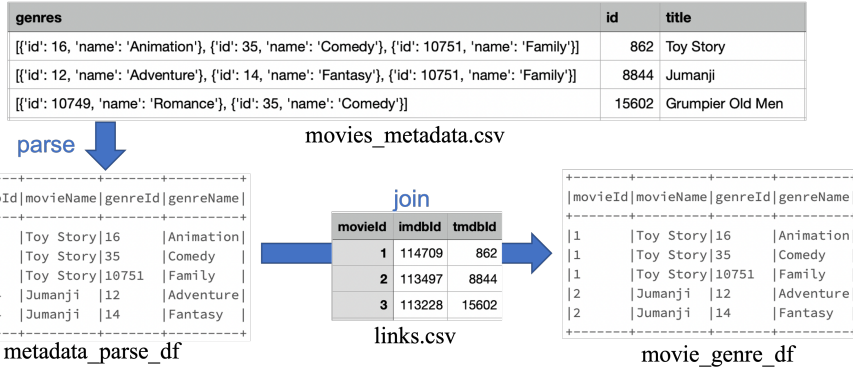 genres id title
[{'id': 16, 'name': 'Animation'}, {'id': 35, 'name': 'Comedy'}, {'id': 10751, 'name': 'Family'}] 862 Toy Story
[{'id': 12, 'name': 'Adventure'}, {'id': 14, 'name': 'Fantasy'}, {'id': 10751, 'name': 'Family'}] 8844 Jumanji
[{'id': 10749, 'name': 'Romance'}, {'id': 35, 'name': 'Comedy'}] 15602 Grumpier Old Men
movies_metadata.csv
parse
Id|movieName|genreId|genreName|
|Toy Story|16 |Animation|
|Toy Story|35 |Comedy |
|Toy Story|10751 |Family |
|Jumanji |12 |Adventure|
|Jumanji |14 |Fantasy |
metadata_parse_df
join
movieId imdbId tmdbId
1 114709 862
2 113497 8844
3 113228 15602
links.csv
|movieId|movieName|genreId|genreName
|1 |Toy Story|16 |Animation
|1 |Toy Story|35 |Comedy
|1 |Toy Story|10751 |Family
|2 |Jumanji |12 |Adventure
|2 |Jumanji |14 |Fantasy
movie_genre_df